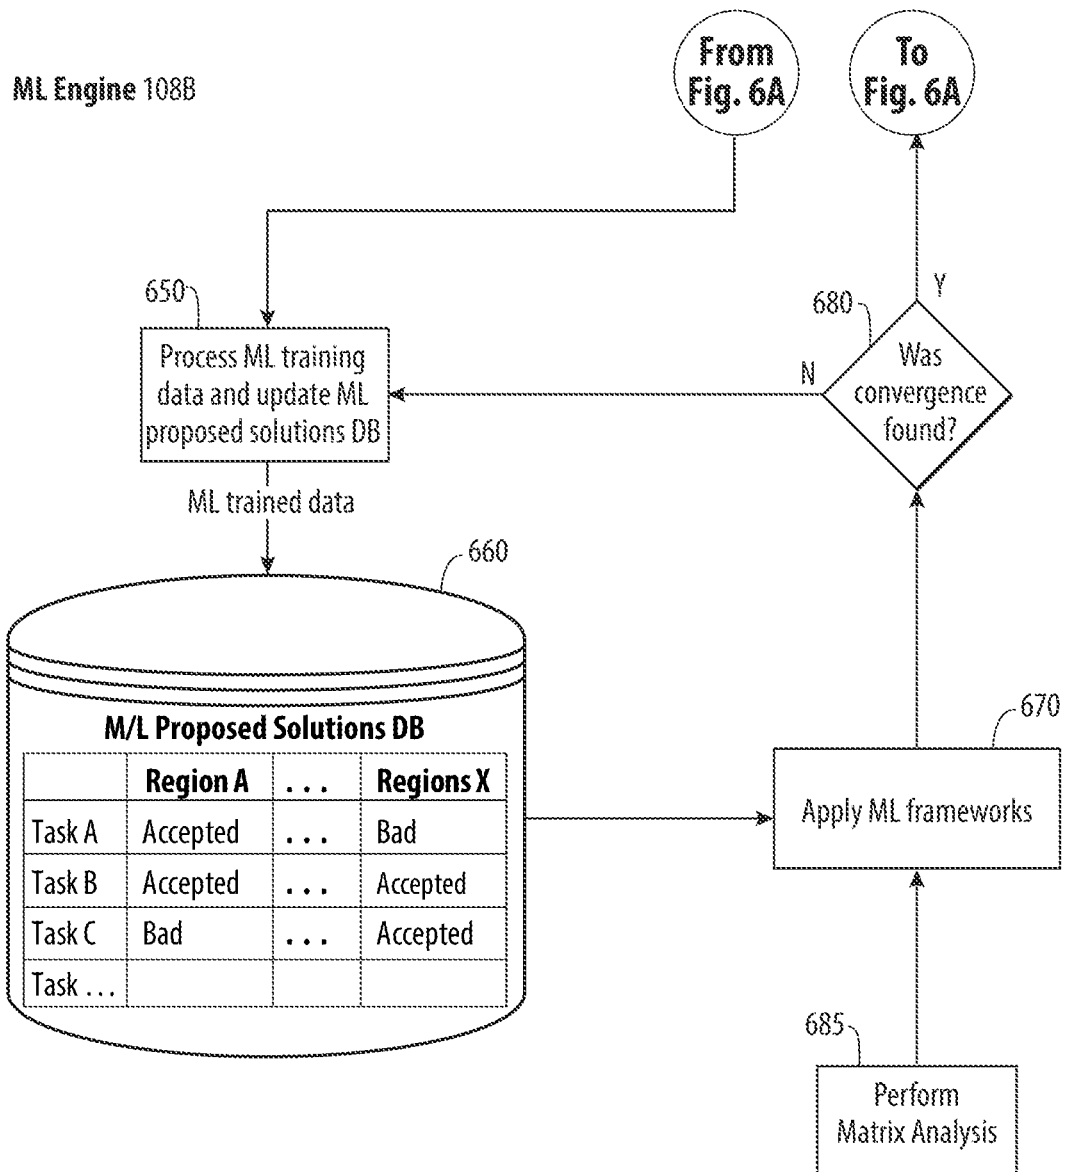 ML Engine 108B
From
Fig. 6A
To
Fig. 6A
650
Process ML training
data and update ML
proposed solutions DB
ML trained data
680
Was
convergence
found?
N
Y
660
M/L Proposed Solutions DB
Region A ... Regions X
Task A Accepted ... Bad
Task B Accepted ... Accepted
Task C Bad ... Accepted
Task ...
670
Apply ML frameworks
685
Perform
Matrix Analysis